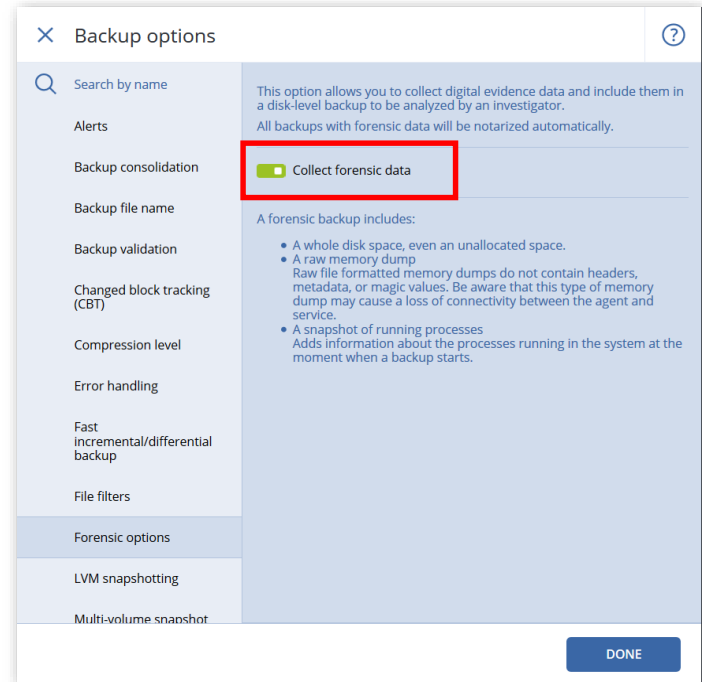 Backup options
?
Search by name
Alerts
Backup consolidation
Backup file name
Backup validation
Changed block tracking
(CBT)
Compression level
Error handling
Fast
incremental/differential
backup
File filters
Forensic options
LVM snapshotting
Multi-volume snapshot
This option allows you to collect digital evidence data and include them in
a disk-level backup to be analyzed by an investigator.
All backups with forensic data will be notarized automatically.
Collect forensic data
A forensic backup includes:
• A whole disk space, even an unallocated space.
• A raw memory dump
Raw file formatted memory dumps do not contain headers,
metadata, or magic values. Be aware that this type of memory
dump may cause a loss of connectivity between the agent and
service.
• A snapshot of running processes
Adds information about the processes running in the system at the
moment when a backup starts.
DONE